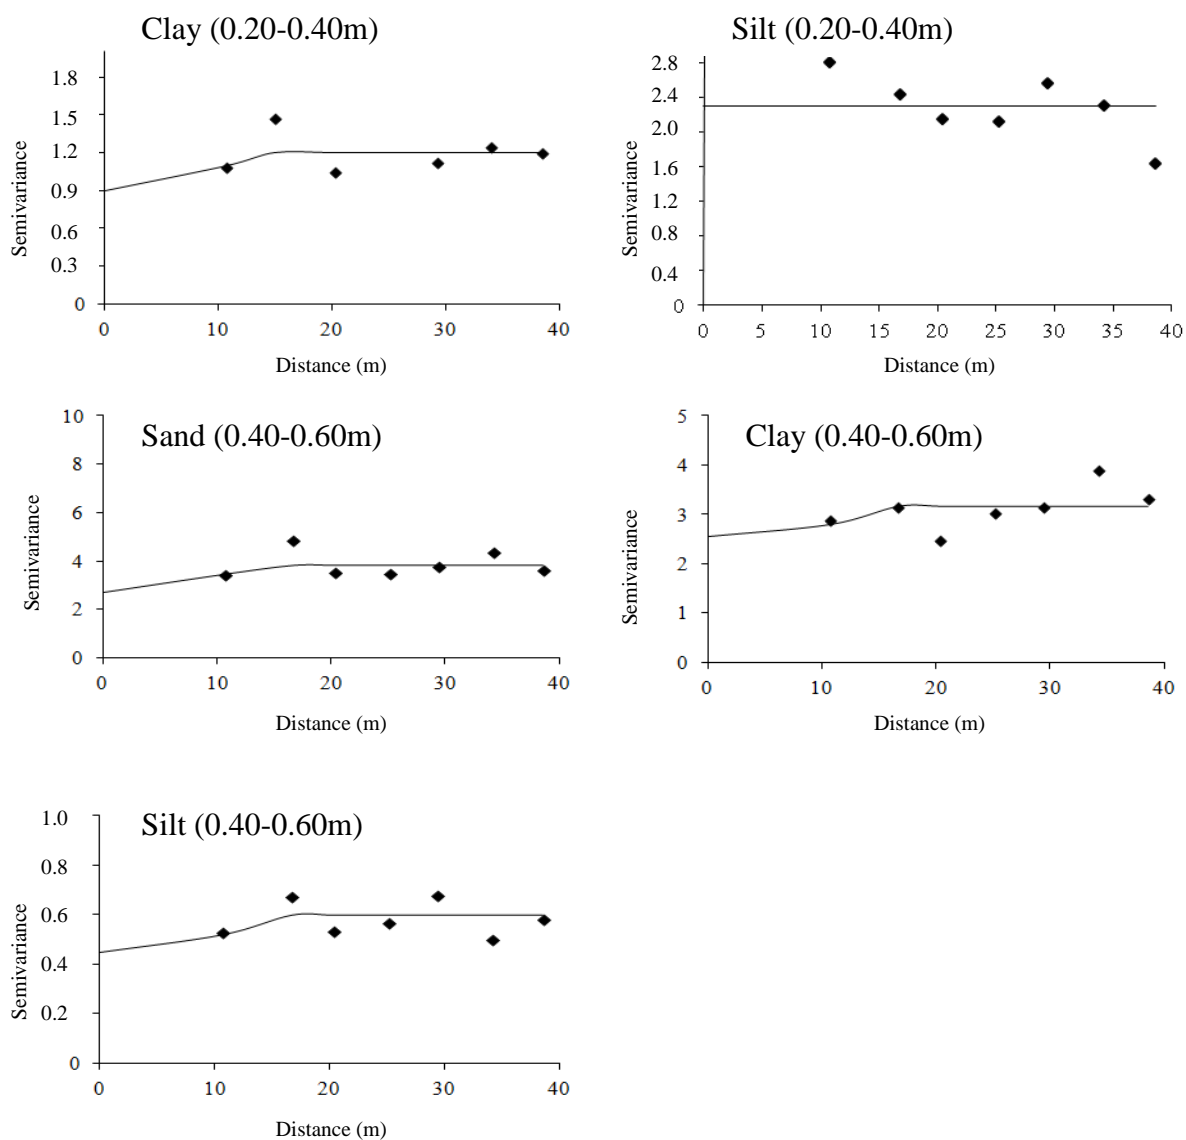 Clay (0.20-0.40m)
Semivariance
1.8
1.5
1.2
0.9
0.6
0.3
0
0 10 20 30 40
Distance (m)
Silt (0.20-0.40m)
Semivariance
2.8
2.4
2.0
1.6
1.2
0.8
0.4
0
0 5 10 15 20 25 30 35 40
Distance (m)
Sand (0.40-0.60m)
Semivariance
10
8
6
4
2
0
0 10 20 30 40
Distance (m)
Clay (0.40-0.60m)
Semivariance
5
4
3
2
1
0
0 10 20 30 40
Distance (m)
Silt (0.40-0.60m)
Semivariance
1.0
0.8
0.6
0.4
0.2
0
0 10 20 30 40
Distance (m)